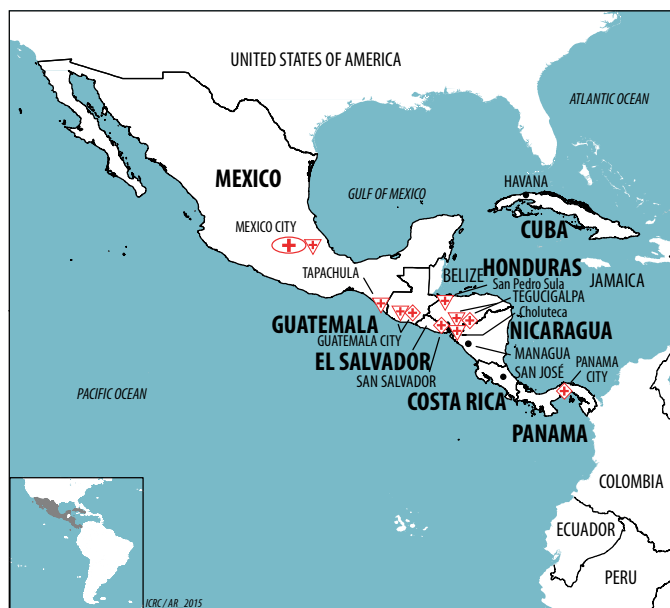 UNITED STATES OF AMERICA
ATLANTIC OCEAN
MEXICO
HAVANA
GULF OF MEXICO
MEXICO CITY
CUBA
TAPACHULA
BELIZE
HONDURAS
JAMAICA
San Pedro Sula
TEGUCIGALPA
Choluteca
GUATEMALA
NICARAGUA
GUATEMALA CITY
EL SALVADOR
MANAGUA
SAN JOSÉ
PANAMA
CITY
SAN SALVADOR
PACIFIC OCEAN
COSTA RICA
PANAMA
COLOMBIA
ECUADOR
PERU
ICRC / AR_2015